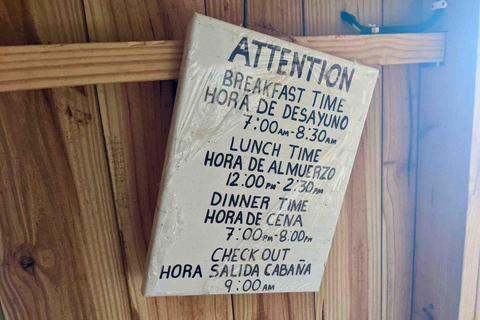 ATTENTION
BREAKFAST TIME
HORA DE DESAYUNO
7:00AM-8:30AM
LUNCH TIME
HORA DE ALMUERZO
12:00PM-2:30PM
DINNER TIME
HORA DE CENA
7:00PM-8:00PM
CHECK OUT
HORA SALIDA CABAÑA
9:00AM